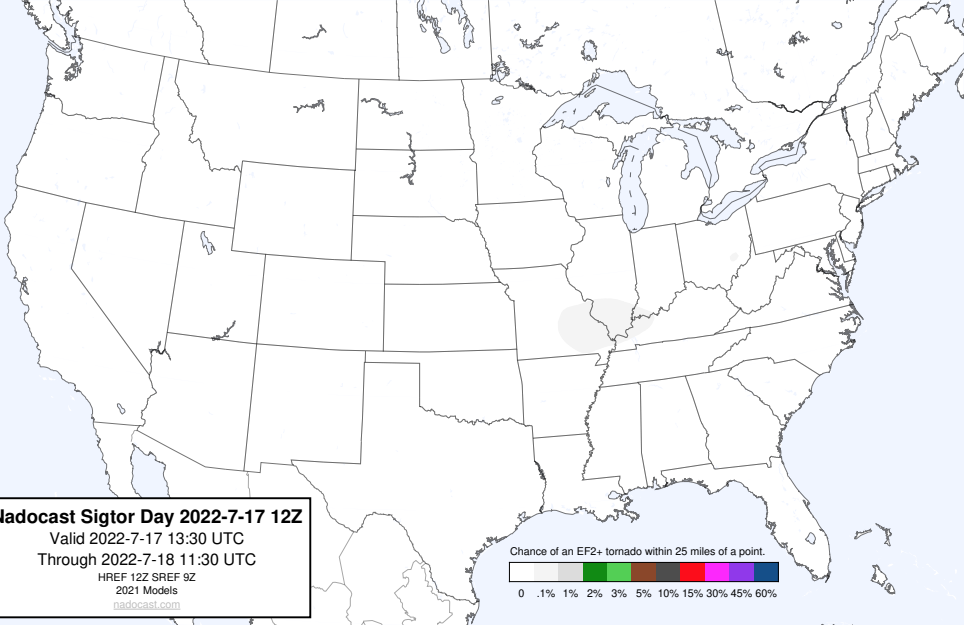 Nadocast Sigtor Day 2022-7-17 12Z
Valid 2022-7-17 13:30 UTC
Through 2022-7-18 11:30 UTC
HREF 12Z SREF 9Z
2021 Models
nadocast.com
Chance of an EF2+ tornado within 25 miles of a point.
0 .1% 1% 2% 3% 5% 10% 15% 30% 45% 60%